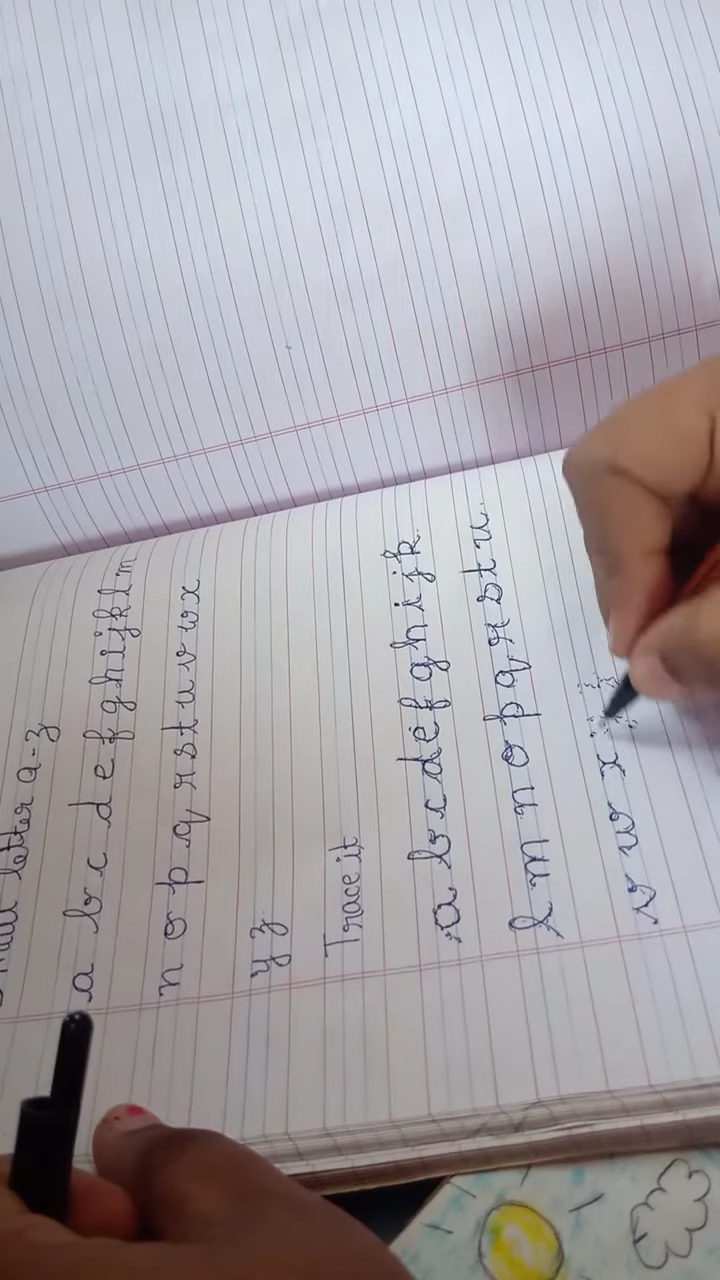 Small letter a-z
a b c d e f g h i j k l m
n o p q r s t u v w x
y z
Trace it
a b c d e f g h i j k
l m n o p q r s t u
v w x